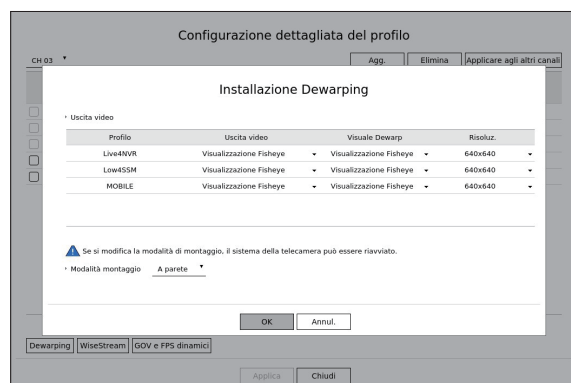 Configurazione dettagliata del profilo
CH 03
Agg. Elimina Applicare agli altri canali
Installazione Dewarping
Uscita video
Profilo Uscita video Visuale Dewarp Risoluz.
Live4NVR Visualizzazione Fisheye Visualizzazione Fisheye 640x640
Low4SSM Visualizzazione Fisheye Visualizzazione Fisheye 640x640
MOBILE Visualizzazione Fisheye Visualizzazione Fisheye 640x640
Se si modifica la modalità di montaggio, il sistema della telecamera può essere riavviato.
Modalità montaggio A parete
OK Annul.
Dewarping WiseStream GOV e FPS dinamici
Applica Chiudi